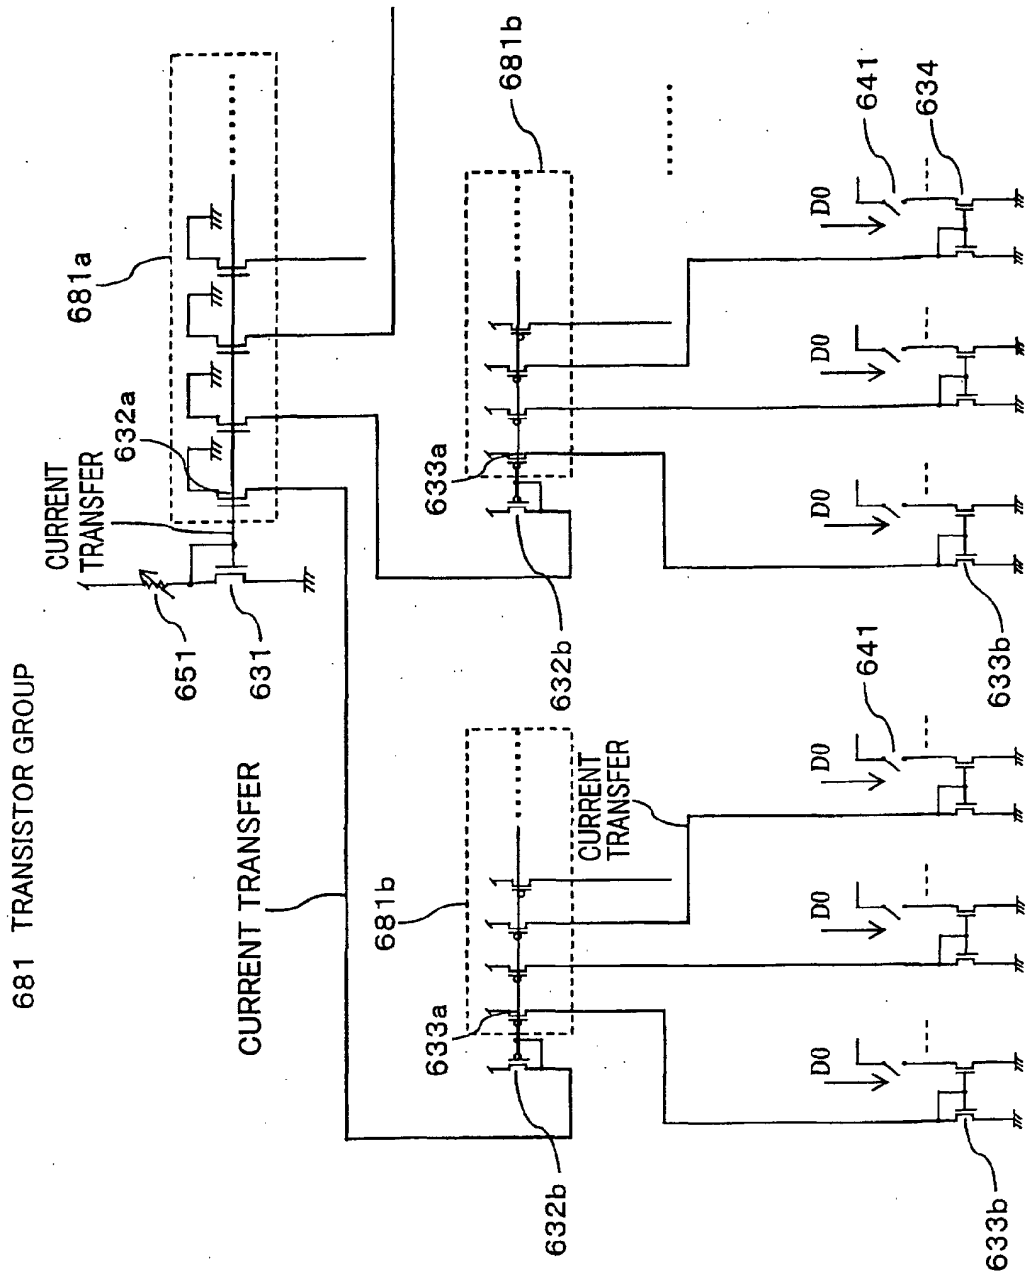 681 TRANSISTOR GROUP
CURRENT
TRANSFER
681a
632a
651
631
CURRENT TRANSFER
681b
681b
633a
633a
CURRENT
TRANSFER
632b
632b
D0
D0
D0
D0
D0
D0
641
641
634
633b
633b